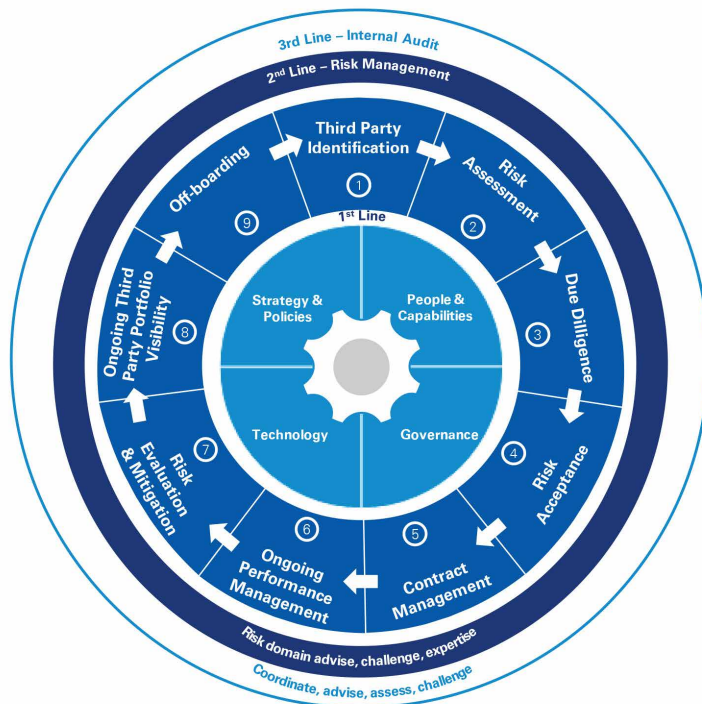 3rd Line – Internal Audit
2nd Line – Risk Management
Third Party
Identification
1
Risk
Assessment
2
Due Dilligence
3
Risk
Acceptance
4
Contract
Management
5
Ongoing
Performance
Management
6
Risk
Evaluation
& Mitigation
7
Ongoing Third
Party Portfolio
Visibility
8
Off-boarding
9
1st Line
Strategy &
Policies
People &
Capabilities
Technology
Governance
Risk domain advise, challenge, expertise
Coordinate, advise, assess, challenge